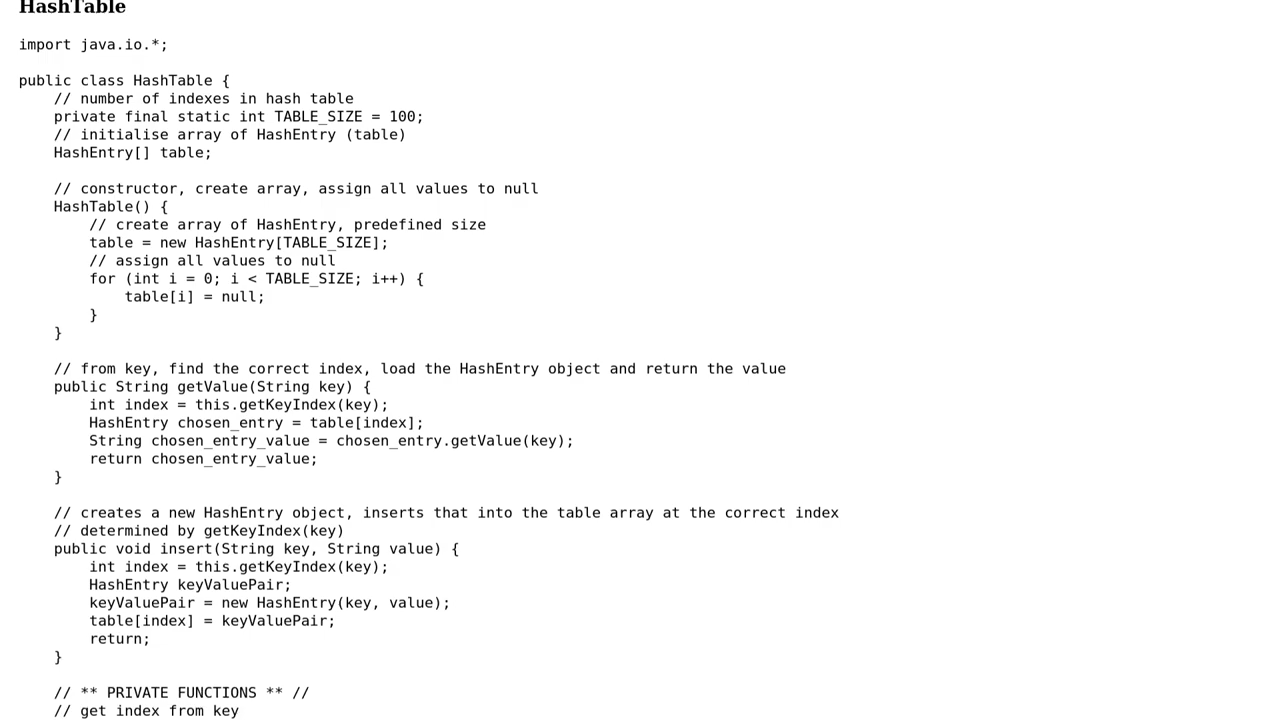 HashTable
import java.io.*;
public class HashTable {
    // number of indexes in hash table
    private final static int TABLE_SIZE = 100;
    // initialise array of HashEntry (table)
    HashEntry[] table;
    // constructor, create array, assign all values to null
    HashTable() {
        // create array of HashEntry, predefined size
        table = new HashEntry[TABLE_SIZE];
        // assign all values to null
        for (int i = 0; i < TABLE_SIZE; i++) {
            table[i] = null;
        }
    }
    // from key, find the correct index, load the HashEntry object and return the value
    public String getValue(String key) {
        int index = this.getKeyIndex(key);
        HashEntry chosen_entry = table[index];
        String chosen_entry_value = chosen_entry.getValue(key);
        return chosen_entry_value;
    }
    // creates a new HashEntry object, inserts that into the table array at the correct index
    // determined by getKeyIndex(key)
    public void insert(String key, String value) {
        int index = this.getKeyIndex(key);
        HashEntry keyValuePair;
        keyValuePair = new HashEntry(key, value);
        table[index] = keyValuePair;
        return;
    }
    // ** PRIVATE FUNCTIONS ** //
    // get index from key